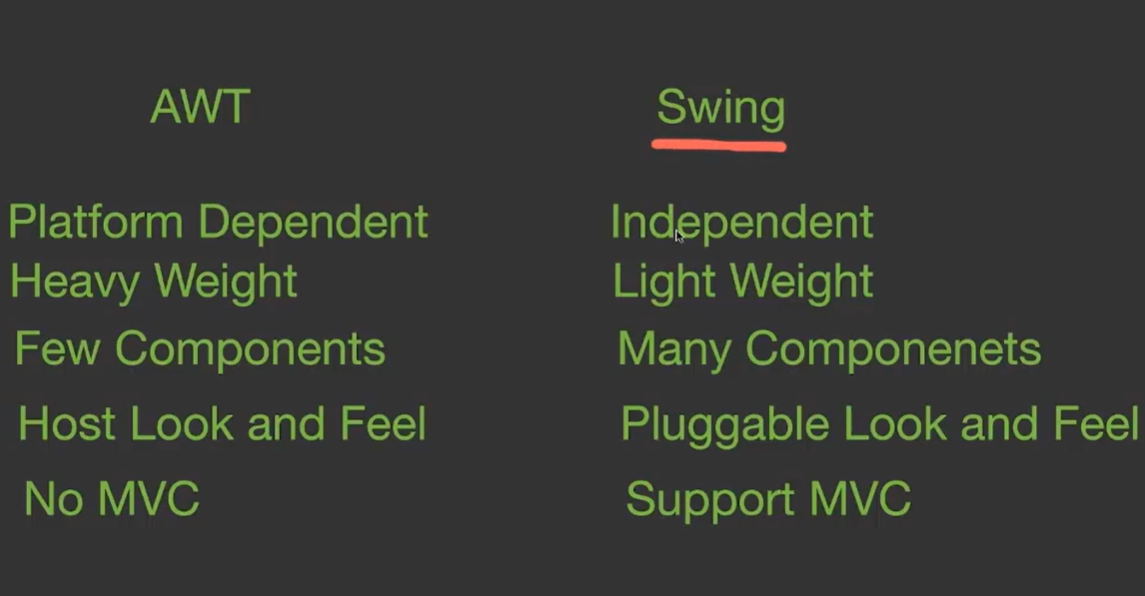 AWT Swing
Platform Dependent Independent
Heavy Weight Light Weight
Few Components Many Componenets
Host Look and Feel Pluggable Look and Feel
No MVC Support MVC